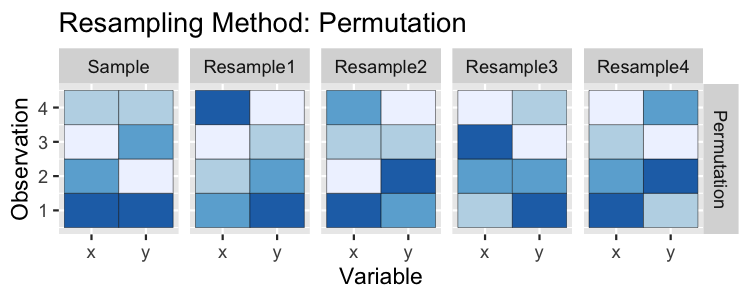 Resampling Method: Permutation
Sample Resample1 Resample2 Resample3 Resample4
Observation
4
3
2
1
Permutation
x y x y x y x y x y
Variable